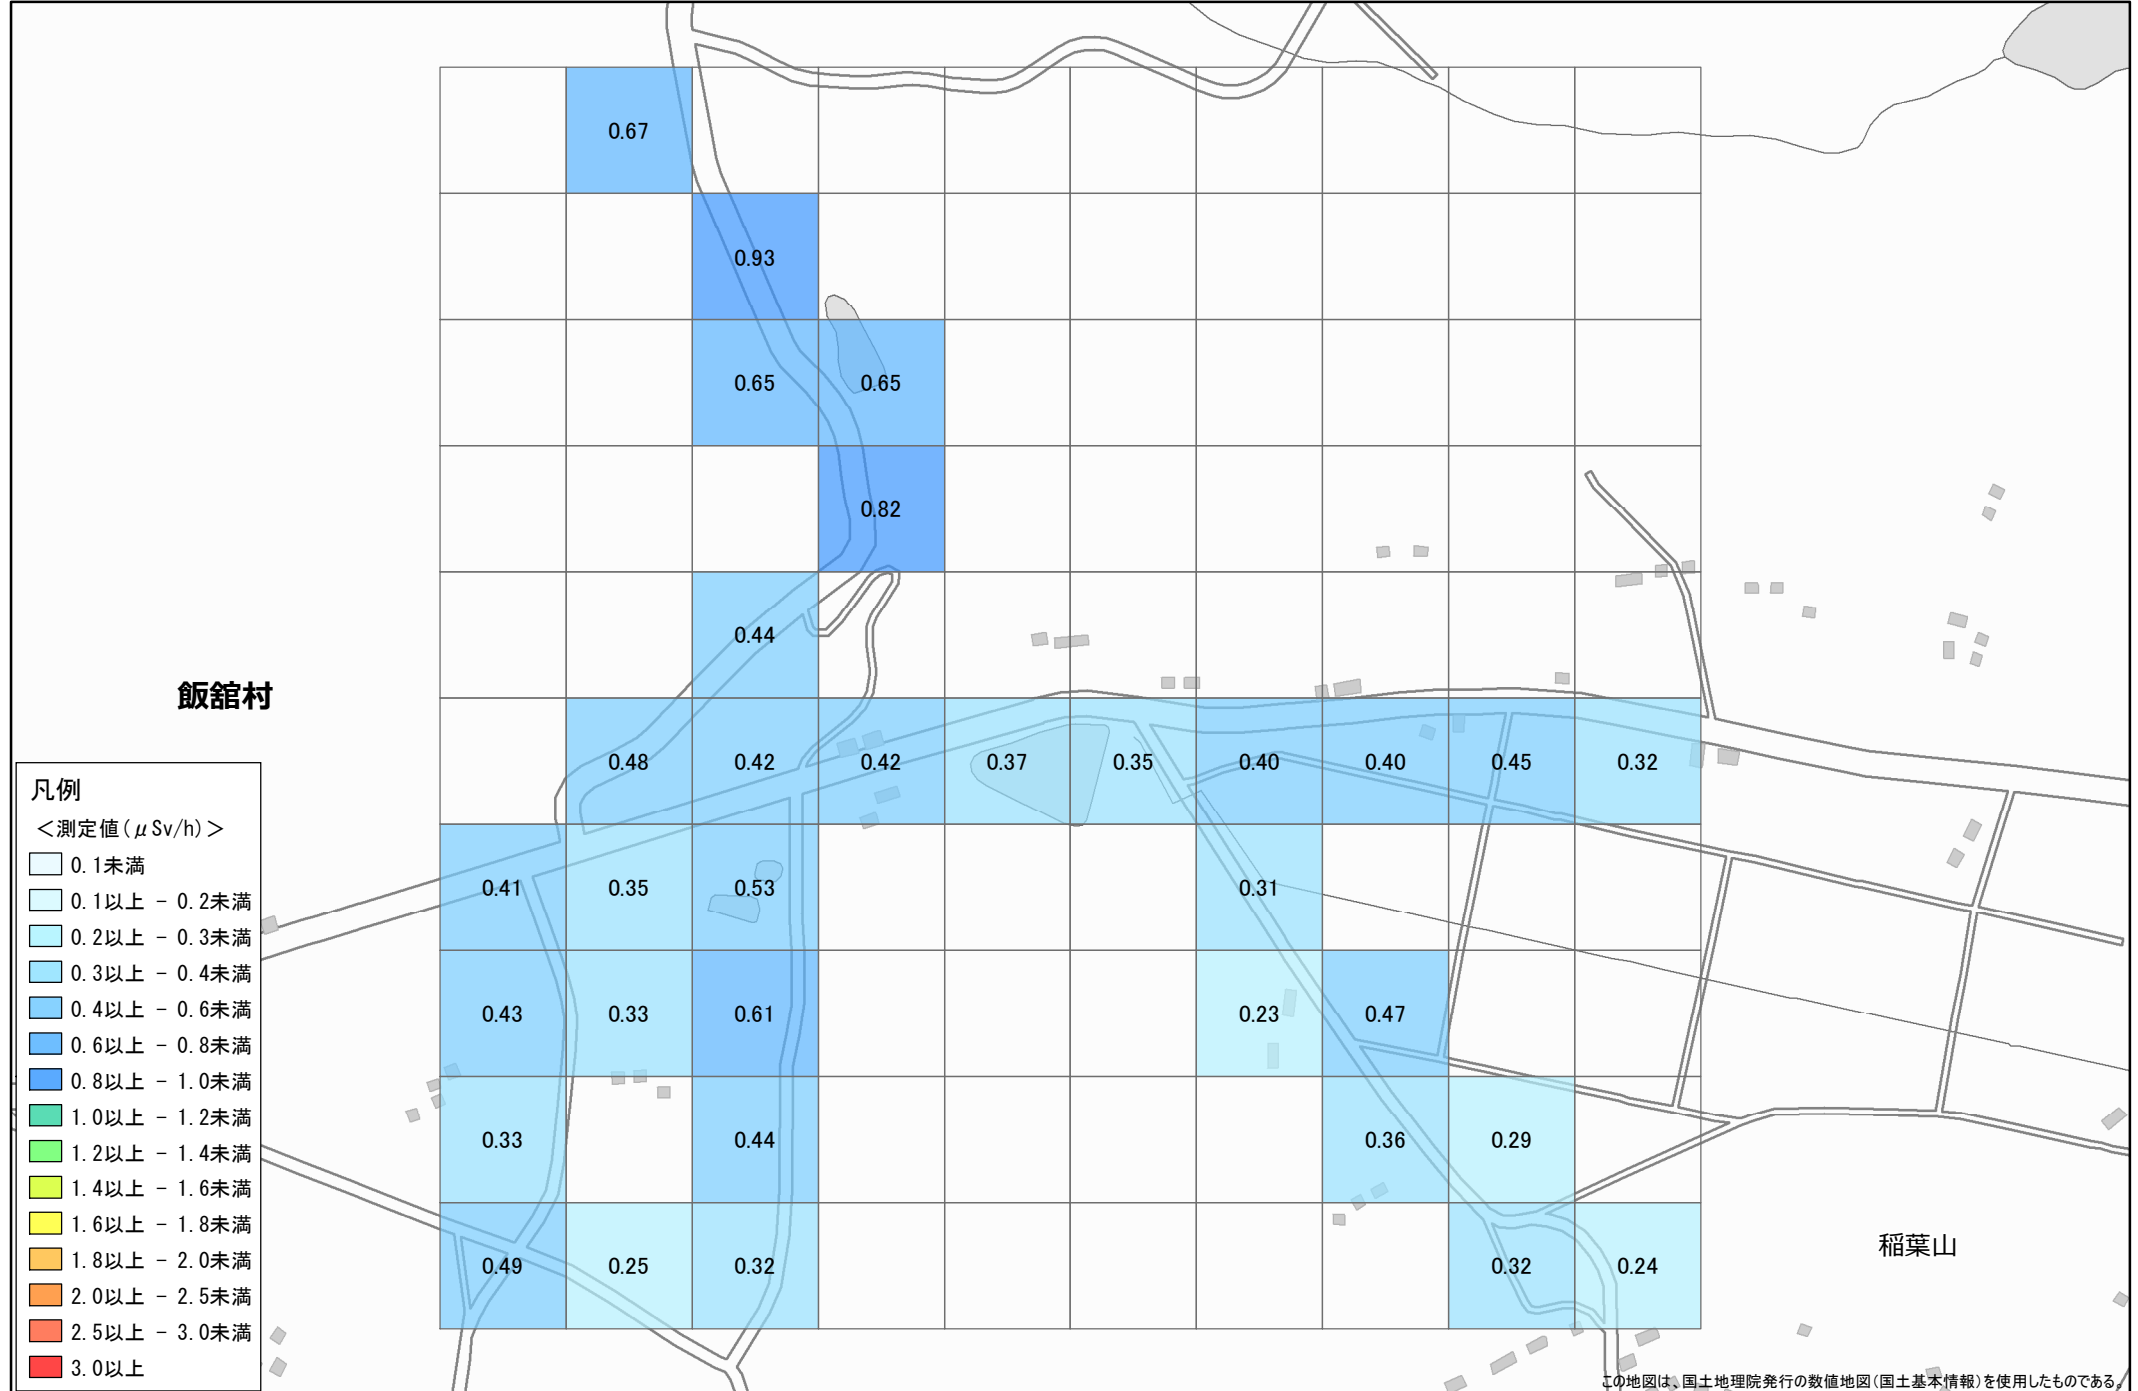 0.67
0.93
0.65 0.65
0.82
0.44
飯舘村
0.48 0.42 0.42 0.37 0.35 0.40 0.40 0.45 0.32
0.41 0.35 0.53 0.31
0.43 0.33 0.61 0.23 0.47
0.33 0.44 0.36 0.29
0.49 0.25 0.32 0.32 0.24
稲葉山
凡例
＜測定値(μSv/h)＞
0.1未満
0.1以上 － 0.2未満
0.2以上 － 0.3未満
0.3以上 － 0.4未満
0.4以上 － 0.6未満
0.6以上 － 0.8未満
0.8以上 － 1.0未満
1.0以上 － 1.2未満
1.2以上 － 1.4未満
1.4以上 － 1.6未満
1.6以上 － 1.8未満
1.8以上 － 2.0未満
2.0以上 － 2.5未満
2.5以上 － 3.0未満
3.0以上
この地図は、国土地理院発行の数値地図(国土基本情報)を使用したものである。